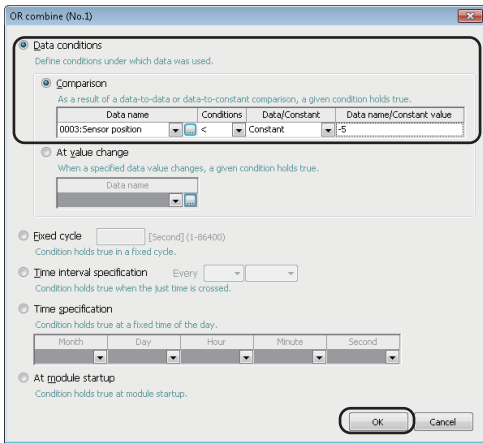 OR combine (No.1)
Data conditions
Define conditions under which data was used.
Comparison
As a result of a data-to-data or data-to-constant comparison, a given condition holds true.
Data name Conditions Data/Constant Data name/Constant value
0003:Sensor position ... < Constant -5
At value change
When a specified data value changes, a given condition holds true.
Data name
...
Fixed cycle [Second] (1-86400)
Condition holds true in a fixed cycle.
Time interval specification Every
Condition holds true when the just time is crossed.
Time specification
Condition holds true at a fixed time of the day.
Month Day Hour Minute Second
At module startup
Condition holds true at module startup.
OK Cancel